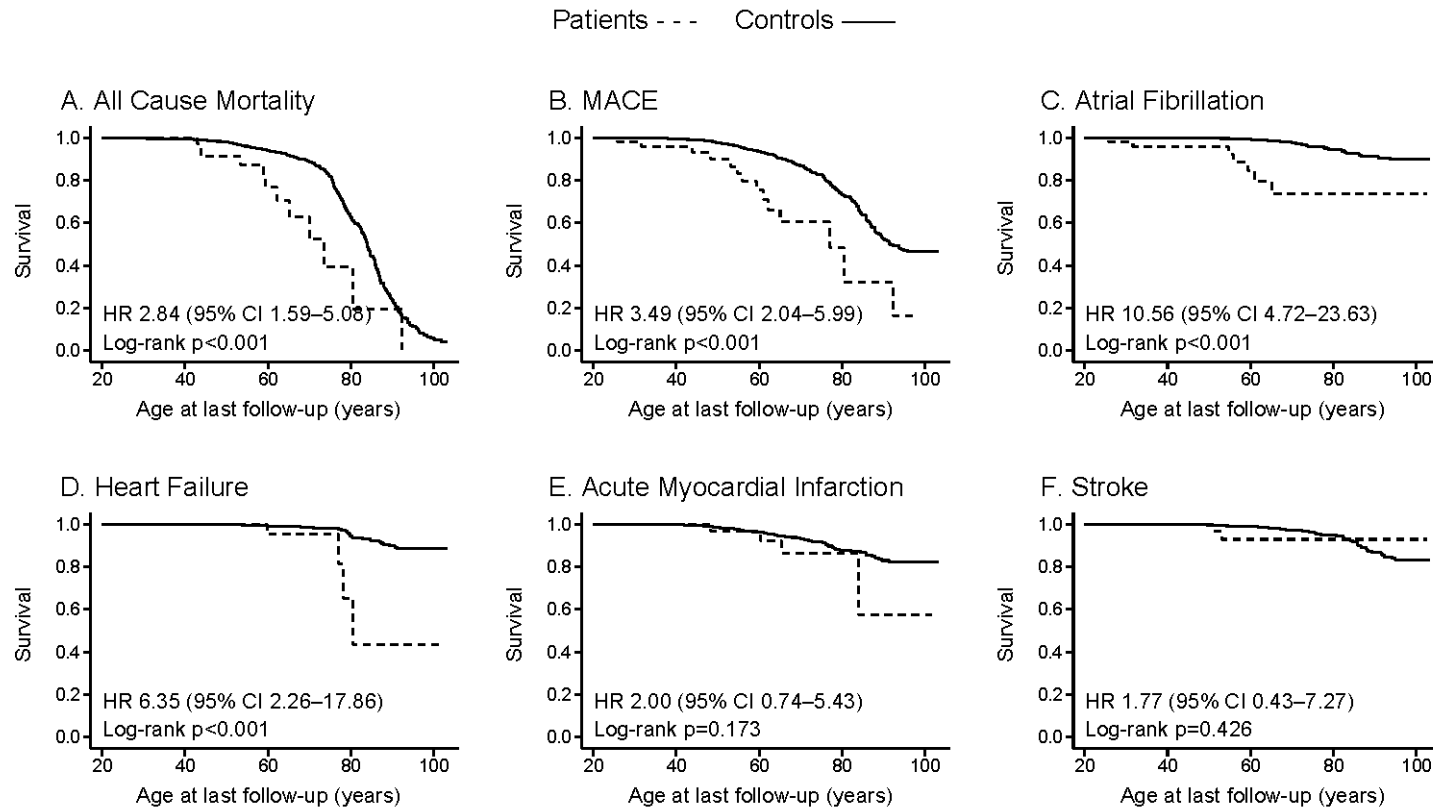 Patients - - - Controls ——
A. All Cause Mortality
Survival
1.0
0.8
0.6
0.4
0.2
0.0
HR 2.84 (95% CI 1.59–5.08)
Log-rank p<0.001
20 40 60 80 100
Age at last follow-up (years)
B. MACE
Survival
1.0
0.8
0.6
0.4
0.2
0.0
HR 3.49 (95% CI 2.04–5.99)
Log-rank p<0.001
20 40 60 80 100
Age at last follow-up (years)
C. Atrial Fibrillation
Survival
1.0
0.8
0.6
0.4
0.2
0.0
HR 10.56 (95% CI 4.72–23.63)
Log-rank p<0.001
20 40 60 80 100
Age at last follow-up (years)
D. Heart Failure
Survival
1.0
0.8
0.6
0.4
0.2
0.0
HR 6.35 (95% CI 2.26–17.86)
Log-rank p<0.001
20 40 60 80 100
Age at last follow-up (years)
E. Acute Myocardial Infarction
Survival
1.0
0.8
0.6
0.4
0.2
0.0
HR 2.00 (95% CI 0.74–5.43)
Log-rank p=0.173
20 40 60 80 100
Age at last follow-up (years)
F. Stroke
Survival
1.0
0.8
0.6
0.4
0.2
0.0
HR 1.77 (95% CI 0.43–7.27)
Log-rank p=0.426
20 40 60 80 100
Age at last follow-up (years)